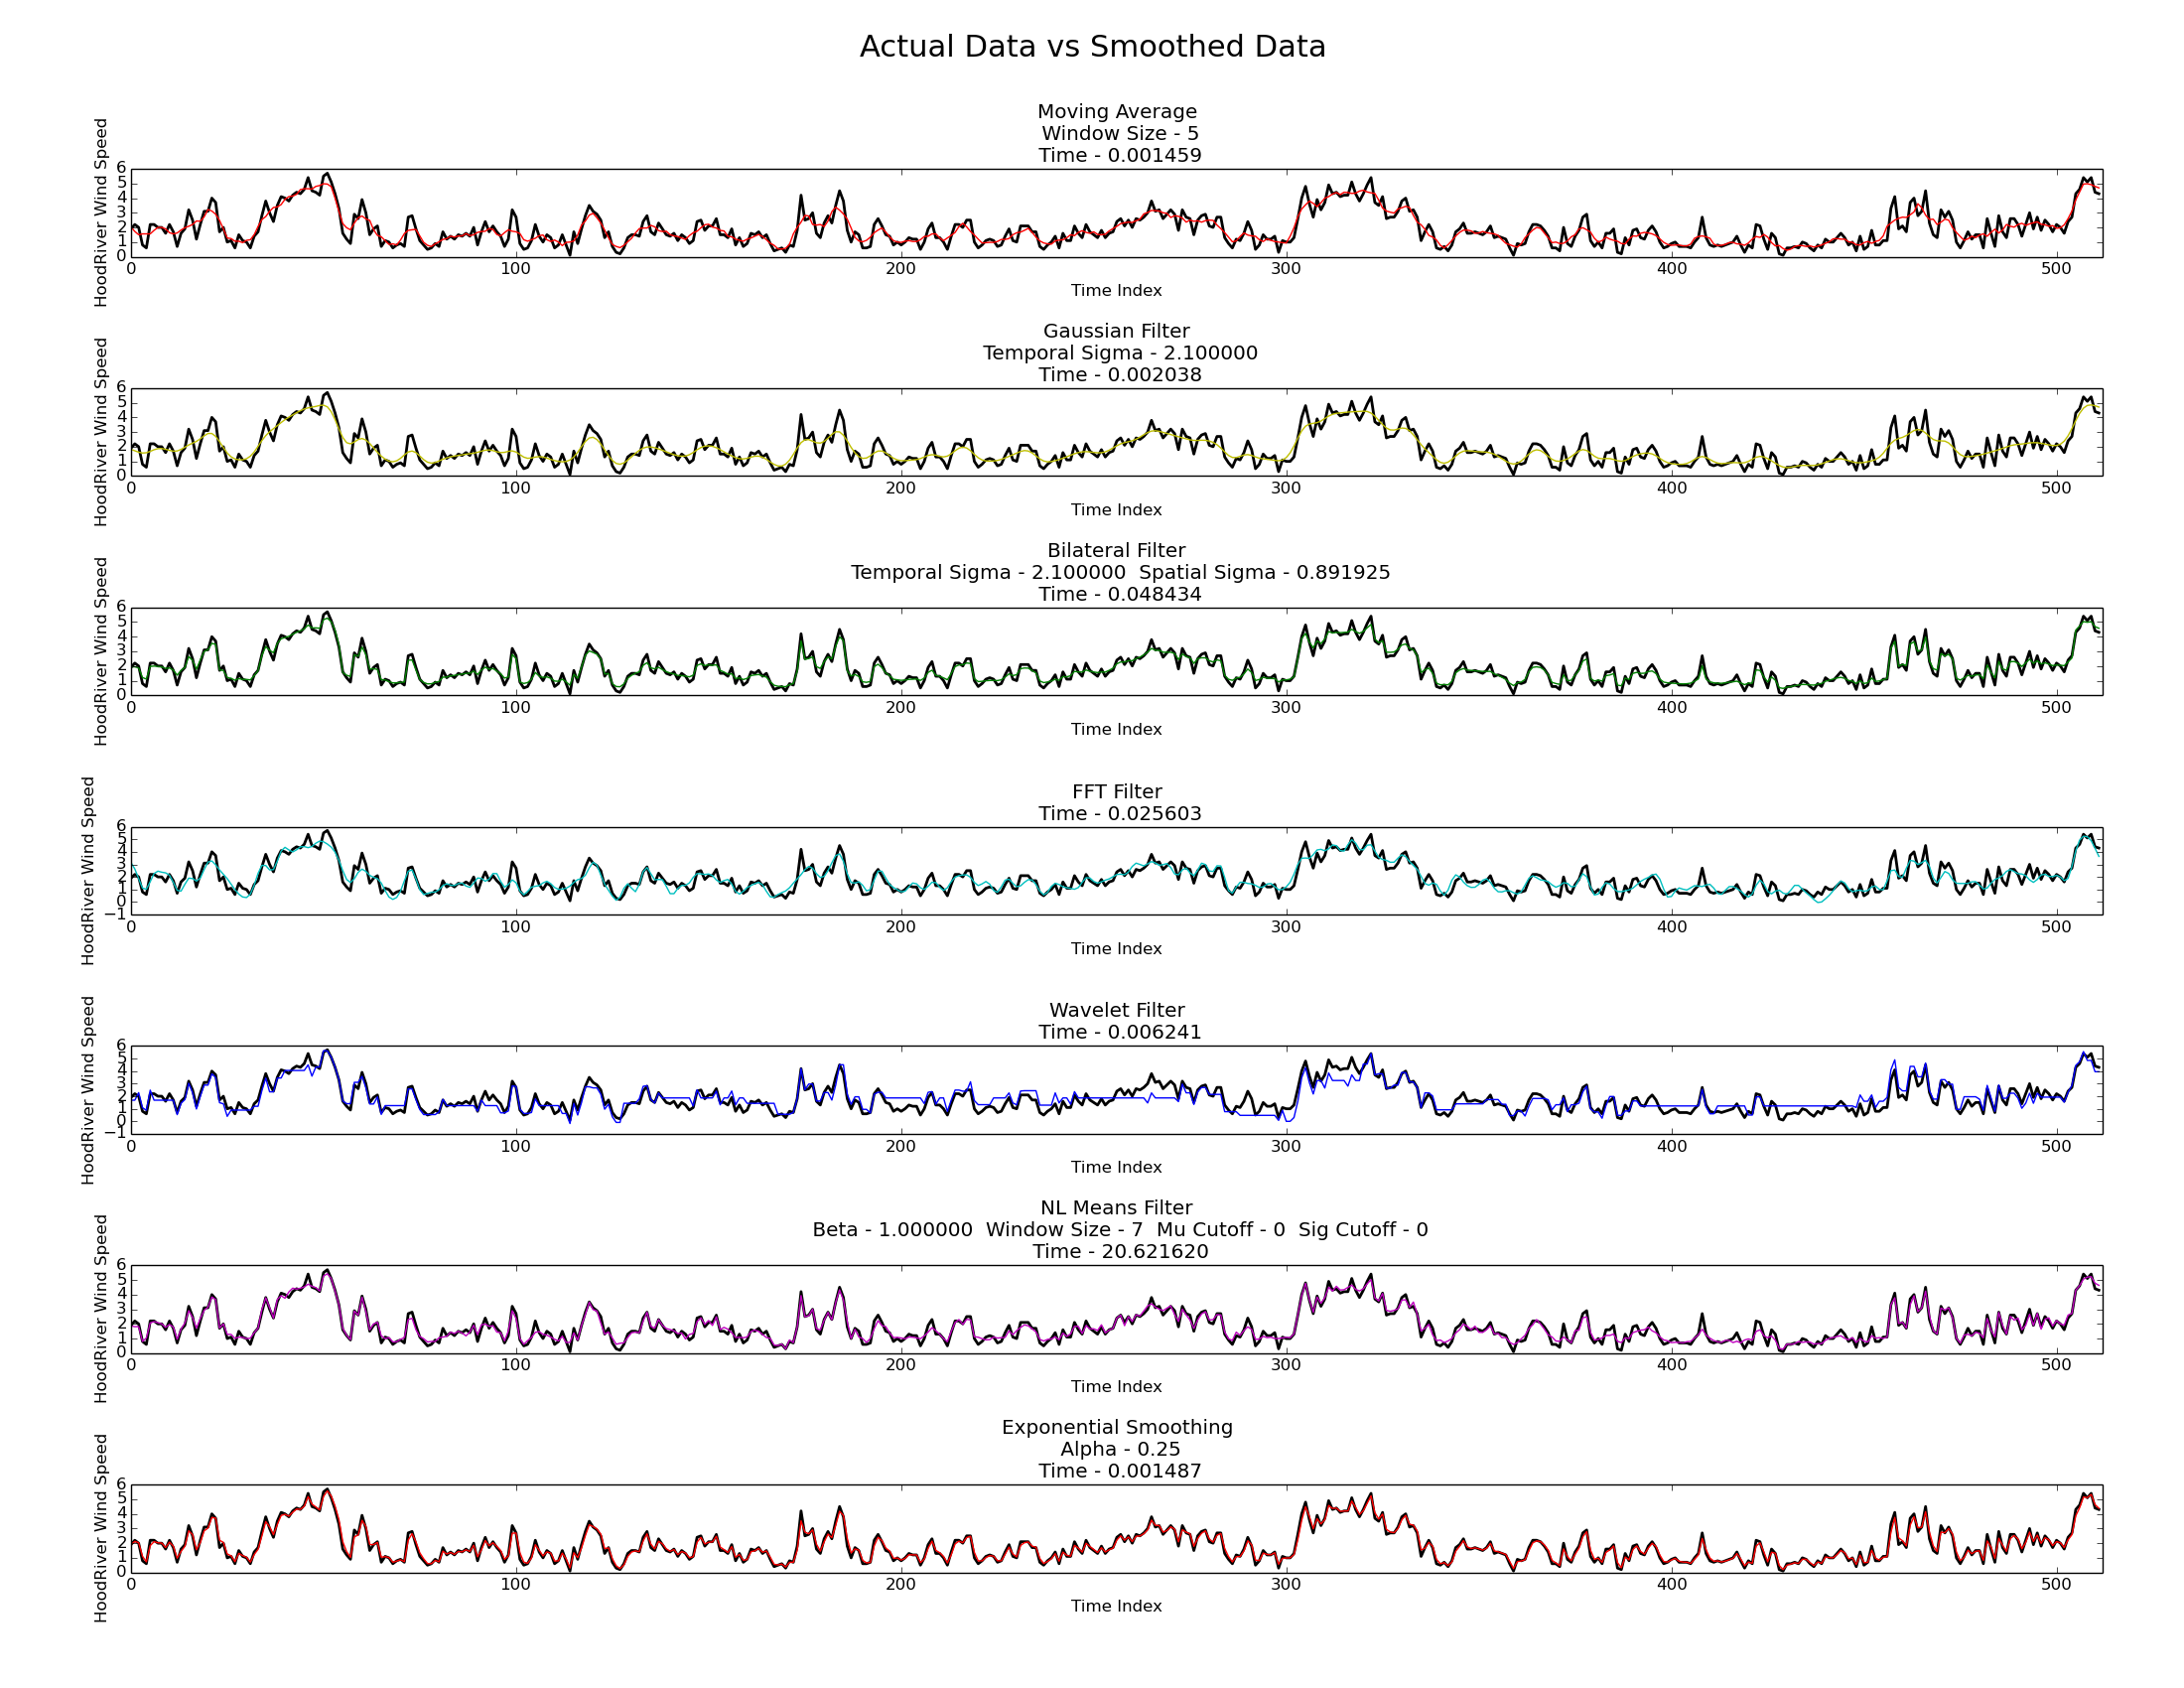 Actual Data vs Smoothed Data
Moving Average
Window Size - 5
Time - 0.001459
HoodRiver Wind Speed
6
5
4
3
2
1
0
0 100 200 300 400 500
Time Index
Gaussian Filter
Temporal Sigma - 2.100000
Time - 0.002038
HoodRiver Wind Speed
6
5
4
3
2
1
0
0 100 200 300 400 500
Time Index
Bilateral Filter
Temporal Sigma - 2.100000 Spatial Sigma - 0.891925
Time - 0.048434
HoodRiver Wind Speed
6
5
4
3
2
1
0
0 100 200 300 400 500
Time Index
FFT Filter
Time - 0.025603
HoodRiver Wind Speed
6
5
4
3
2
1
0
−1
0 100 200 300 400 500
Time Index
Wavelet Filter
Time - 0.006241
HoodRiver Wind Speed
6
5
4
3
2
1
0
−1
0 100 200 300 400 500
Time Index
NL Means Filter
Beta - 1.000000 Window Size - 7 Mu Cutoff - 0 Sig Cutoff - 0
Time - 20.621620
HoodRiver Wind Speed
6
5
4
3
2
1
0
0 100 200 300 400 500
Time Index
Exponential Smoothing
Alpha - 0.25
Time - 0.001487
HoodRiver Wind Speed
6
5
4
3
2
1
0
0 100 200 300 400 500
Time Index